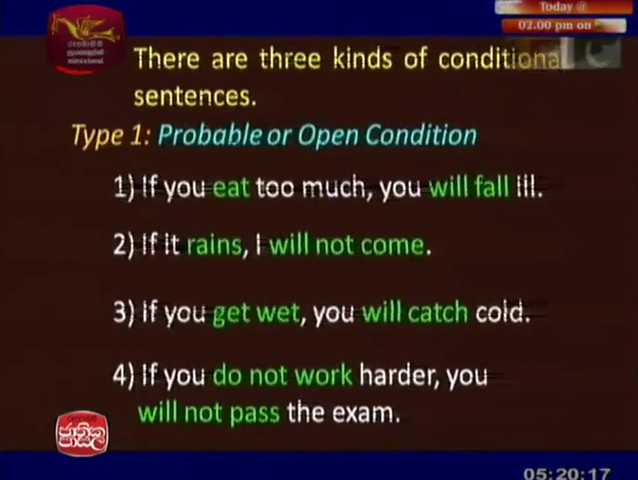 Today @
02.00 pm on
There are three kinds of conditional
sentences.
Type 1: Probable or Open Condition
1) If you eat too much, you will fall ill.
2) If it rains, I will not come.
3) If you get wet, you will catch cold.
4) If you do not work harder, you
will not pass the exam.
05:20:17